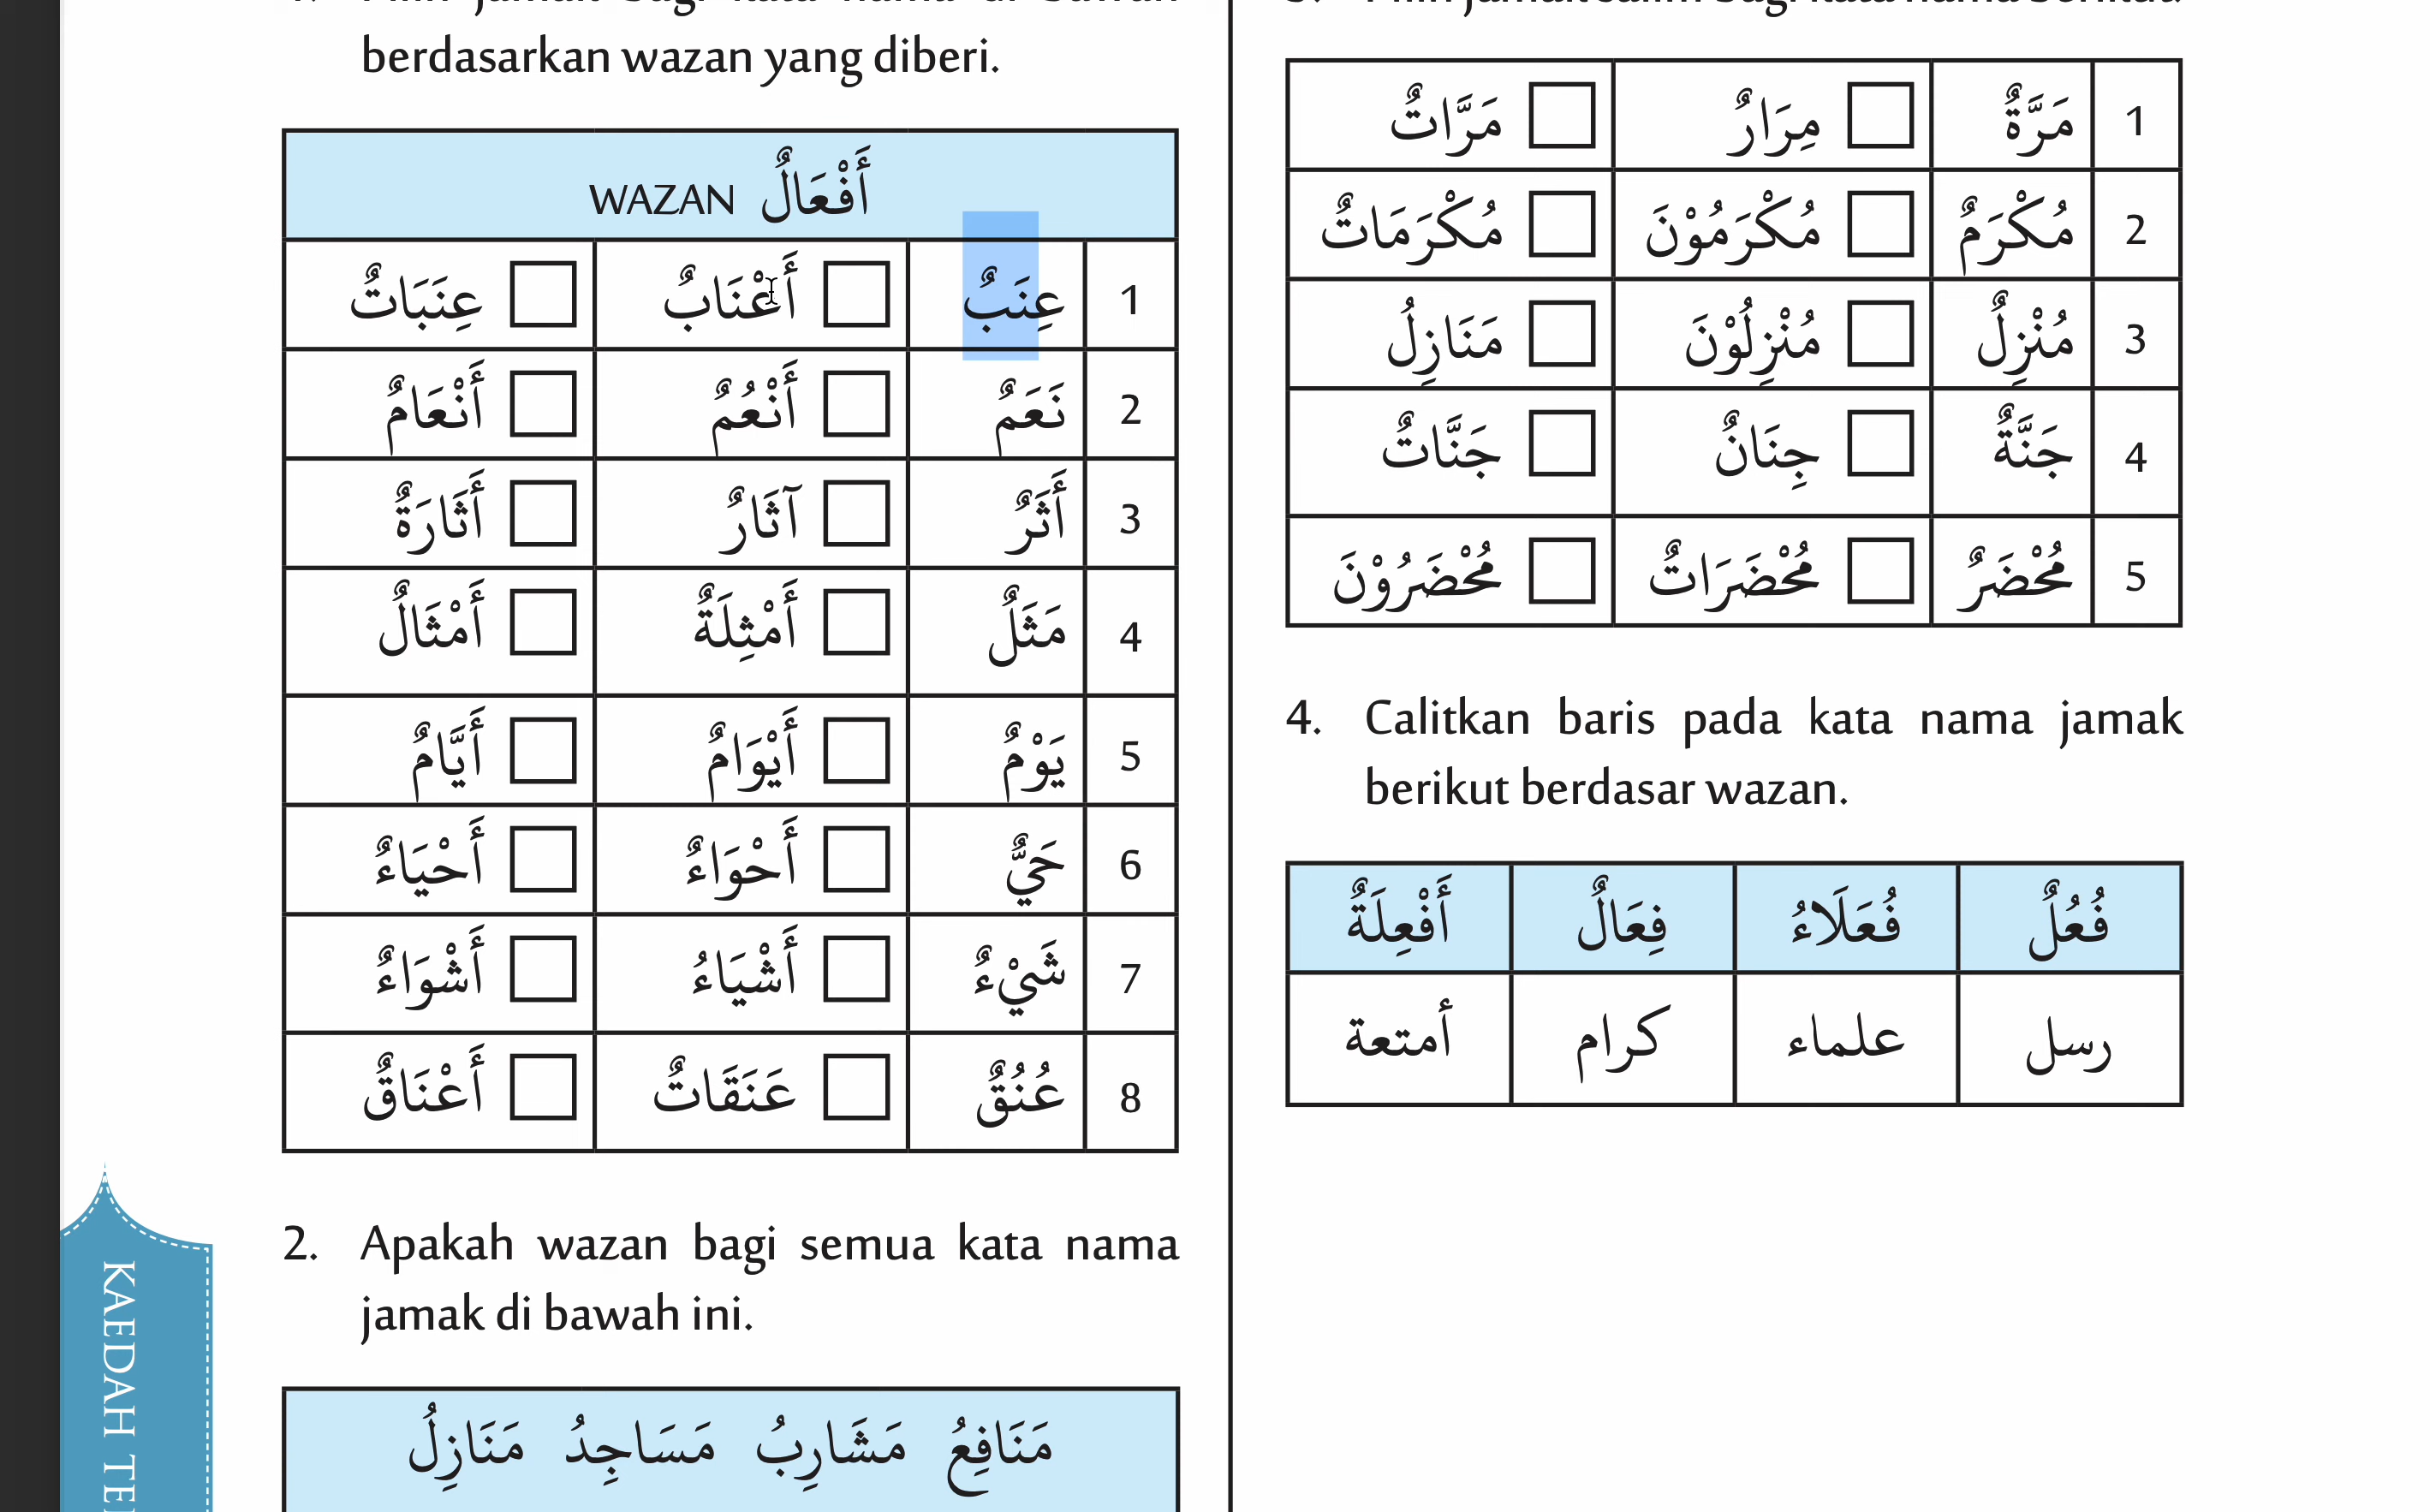 berdasarkan wazan yang diberi.
WAZAN أَفْعَالٌ
1 عِنَبٌ أَعْنَابٌ عِنَبَاتٌ
2 نَعَمٌ أَنْعُمٌ أَنْعَامٌ
3 أَثَرٌ آثَارٌ أَثَارَةٌ
4 مَثَلٌ أَمْثِلَةٌ أَمْثَالٌ
5 يَوْمٌ أَيْوَامٌ أَيَّامٌ
6 حَيٌّ أَحْوَاءٌ أَحْيَاءٌ
7 شَيْءٌ أَشْيَاءُ أَشْوَاءٌ
8 عُنُقٌ عَنَقَاتٌ أَعْنَاقٌ
2. Apakah wazan bagi semua kata nama
jamak di bawah ini.
مَنَافِعُ مَشَارِبُ مَسَاجِدُ مَنَازِلُ
1 مَرَّةٌ مِرَارٌ مَرَّاتٌ
2 مُكْرَمٌ مُكْرَمُوْنَ مُكْرَمَاتٌ
3 مُنْزِلٌ مُنْزِلُوْنَ مَنَازِلُ
4 جَنَّةٌ جِنَانٌ جَنَّاتٌ
5 مُحْضَرٌ مُحْضَرَاتٌ مُحْضَرُوْنَ
4. Calitkan baris pada kata nama jamak
berikut berdasar wazan.
فُعُلٌ فُعَلَاءُ فِعَالٌ أَفْعِلَةٌ
رسل علماء كرام أمتعة
KAEDAH